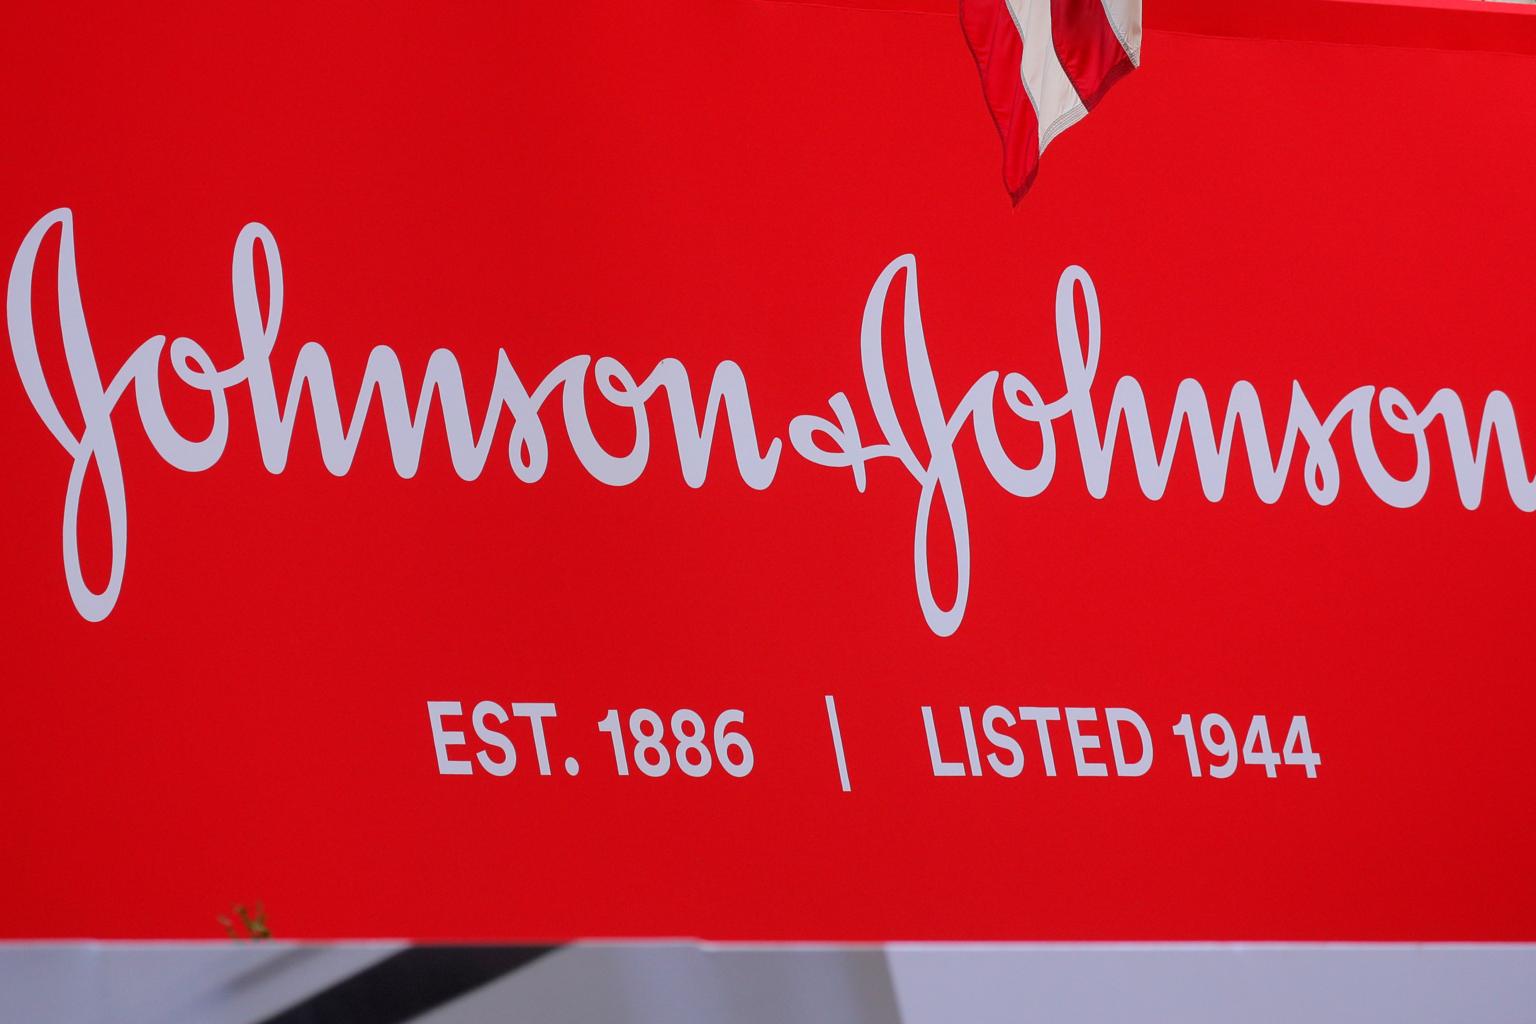 Johnson & Johnson
EST. 1886 | LISTED 1944